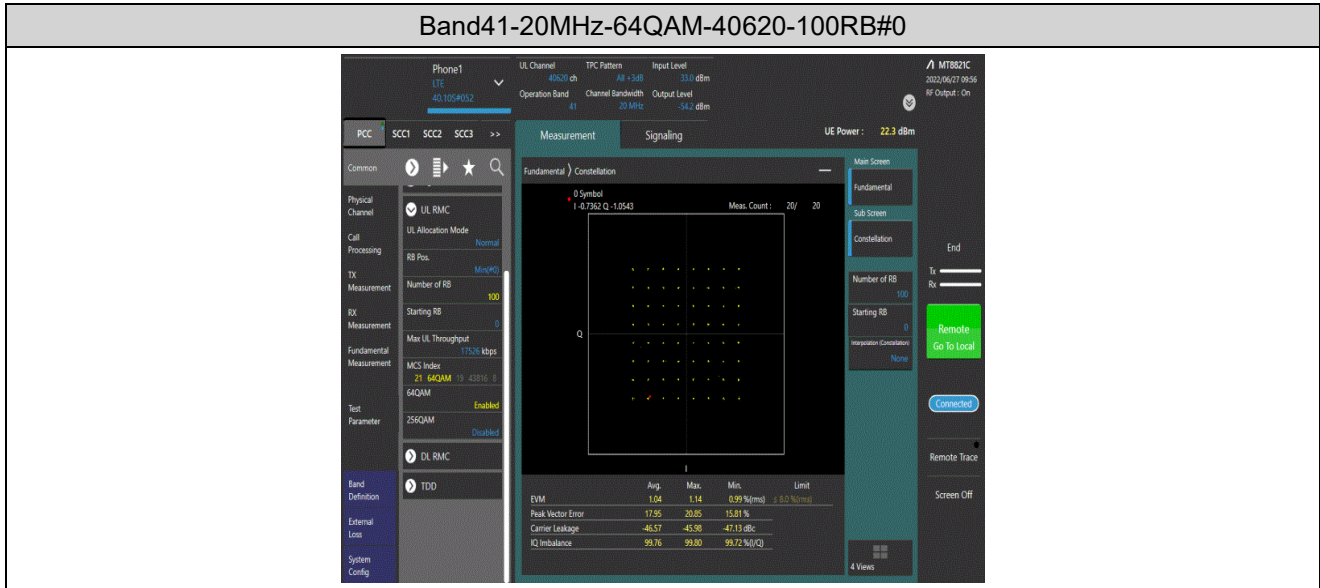 Band41-20MHz-64QAM-40620-100RB#0
Phone1
LTE
40.10S#052
UL Channel TPC Pattern Input Level
40620 ch All +3dB 33.0 dBm
Operation Band Channel Bandwidth Output Level
41 20 MHz -54.2 dBm
MT8821C
2022/06/27 09:56
RF Output : On
PCC SCC1 SCC2 SCC3 >>
Measurement Signaling
UE Power : 22.3 dBm
Common
Physical
Channel
Call
Processing
TX
Measurement
RX
Measurement
Fundamental
Measurement
Test
Parameter
Band
Definition
External
Loss
System
Config
UL RMC
UL Allocation Mode
Normal
RB Pos.
Min(#0)
Number of RB
100
Starting RB
0
Max UL Throughput
17526 kbps
MCS Index
21 64QAM 19 43816 8
64QAM
Enabled
256QAM
Disabled
DL RMC
TDD
Fundamental Constellation
0 Symbol
I -0.7362 Q -1.0543 Meas. Count : 20/ 20
Q
I
Avg. Max. Min. Limit
EVM 1.04 1.14 0.99 %(rms) ≤ 8.0 %(rms)
Peak Vector Error 17.95 20.85 15.81 %
Carrier Leakage -46.57 -45.98 -47.13 dBc
IQ Imbalance 99.76 99.80 99.72 %(I/Q)
Main Screen
Fundamental
Sub Screen
Constellation
Number of RB
100
Starting RB
0
Interpolation (Constellation)
None
4 Views
End
Tx
Rx
Remote
Go To Local
Connected
Remote Trace
Screen Off